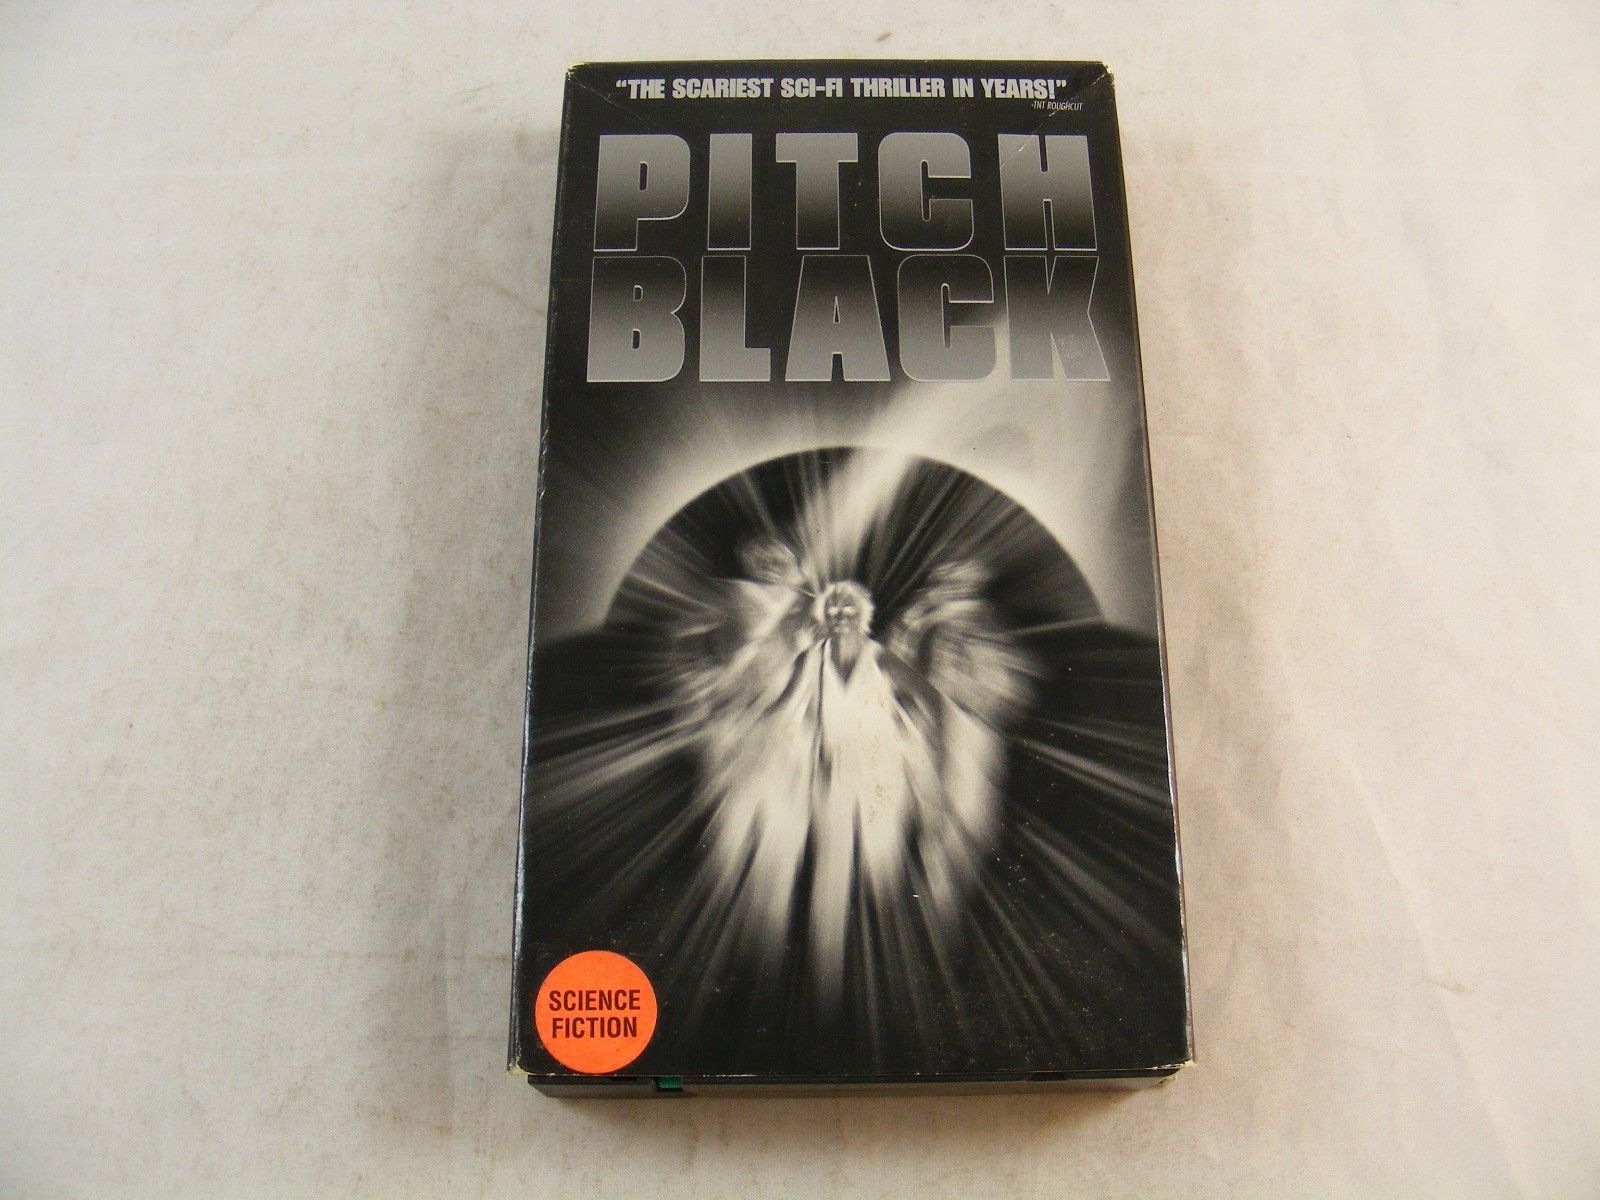 “THE SCARIEST SCI-FI THRILLER IN YEARS!”
-TNT ROUGHCUT
PITCH
BLACK
SCIENCE
FICTION